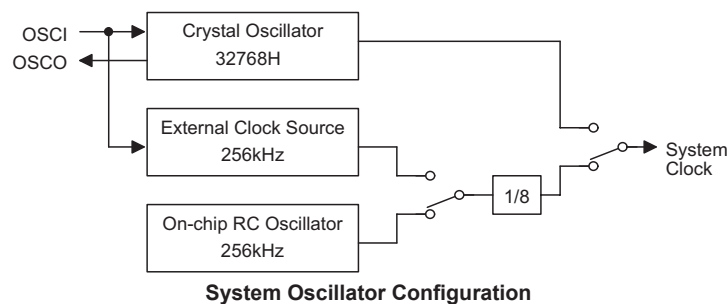 OSCI
OSCO
Crystal Oscillator
32768H
External Clock Source
256kHz
On-chip RC Oscillator
256kHz
1/8
System
Clock
System Oscillator Configuration